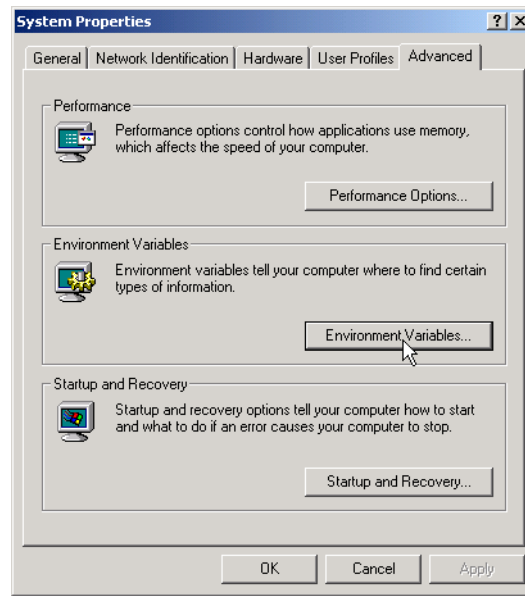 System Properties
General
Network Identification
Hardware
User Profiles
Advanced
Performance
Performance options control how applications use memory,
which affects the speed of your computer.
Performance Options...
Environment Variables
Environment variables tell your computer where to find certain
types of information.
Environment Variables...
Startup and Recovery
Startup and recovery options tell your computer how to start
and what to do if an error causes your computer to stop.
Startup and Recovery...
OK
Cancel
Apply